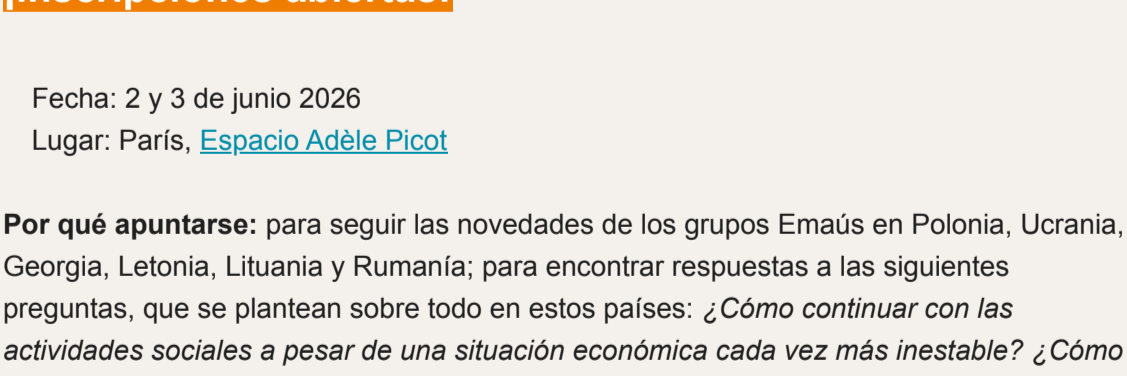 ¡Inscripciones abiertas!
Fecha: 2 y 3 de junio 2026
Lugar: París, Espacio Adèle Picot
Por qué apuntarse: para seguir las novedades de los grupos Emaús en Polonia, Ucrania,
Georgia, Letonia, Lituania y Rumanía; para encontrar respuestas a las siguientes
preguntas, que se plantean sobre todo en estos países: ¿Cómo continuar con las
actividades sociales a pesar de una situación económica cada vez más inestable? ¿Cómo